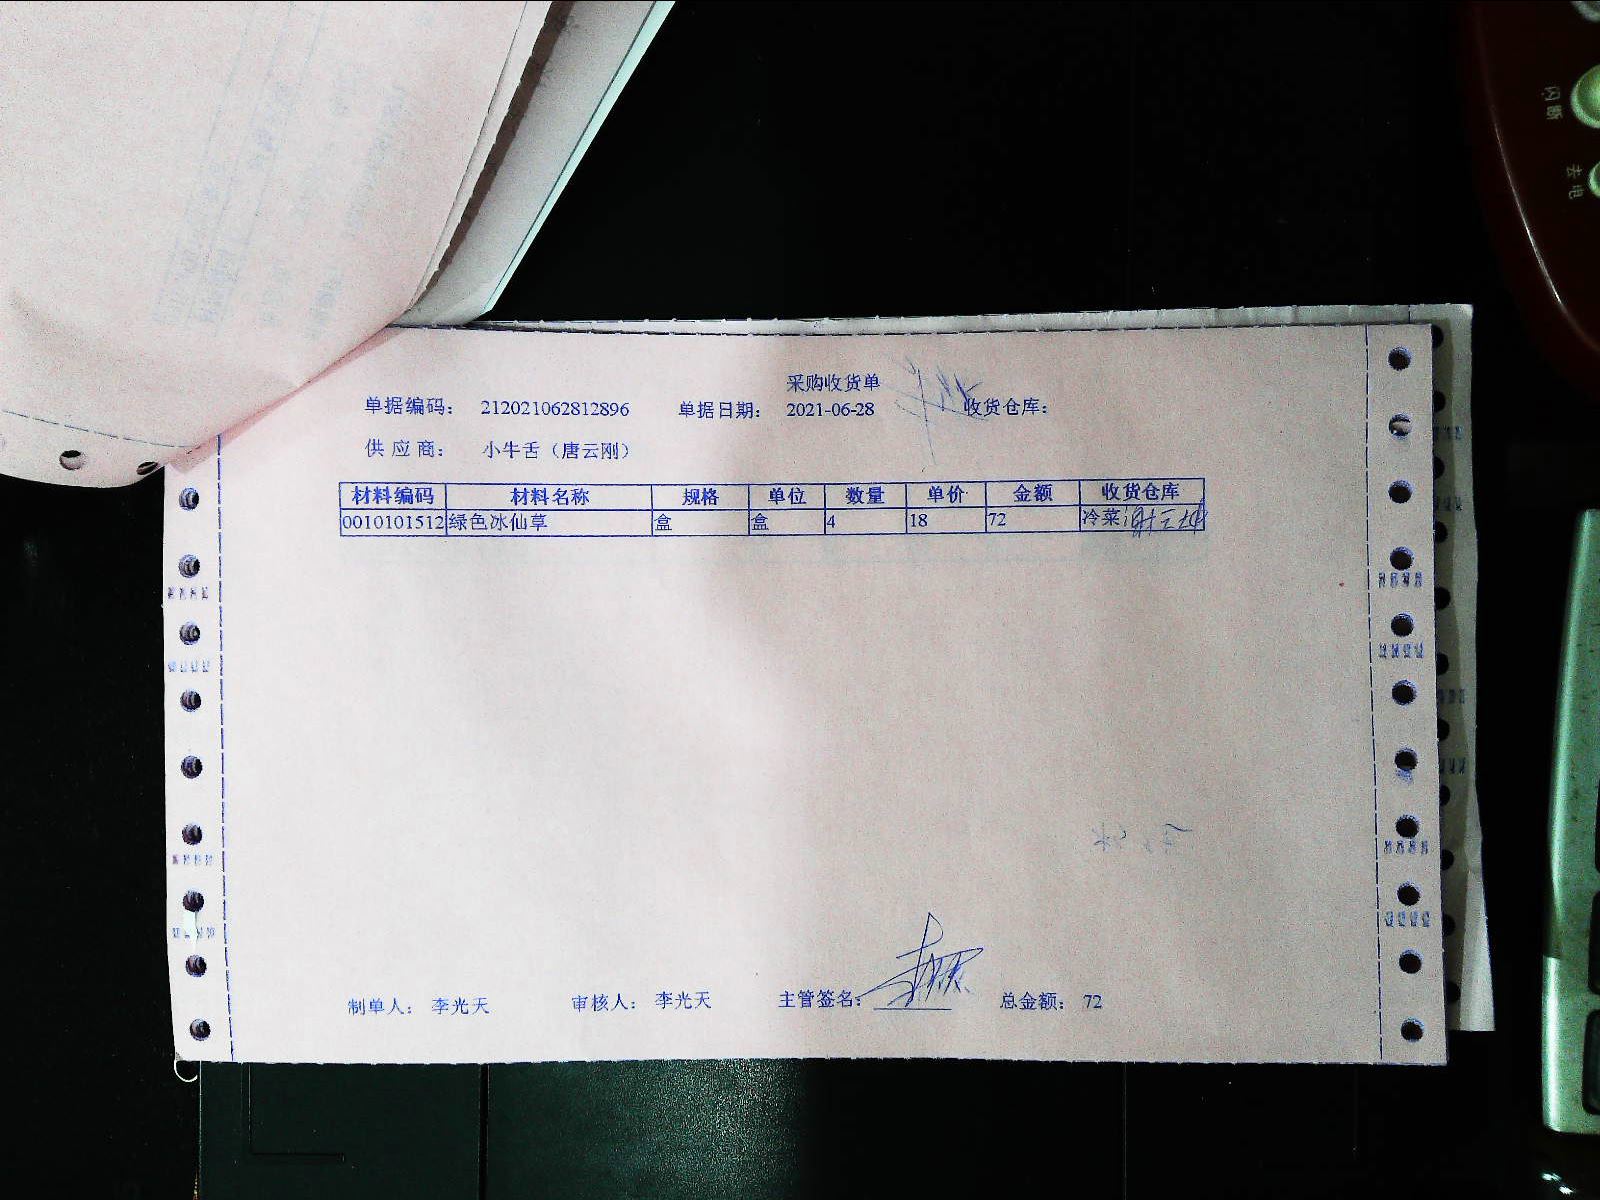 采购收货单
单据编码： 212021062812896 单据日期： 2021-06-28 收货仓库：
供 应 商： 小牛舌（唐云刚）
材料编码 材料名称 规格 单位 数量 单价 金额 收货仓库
0010101512 绿色冰仙草 盒 盒 4 18 72 冷菜
制单人： 李光天 审核人： 李光天 主管签名： 总金额： 72
闪断
去电